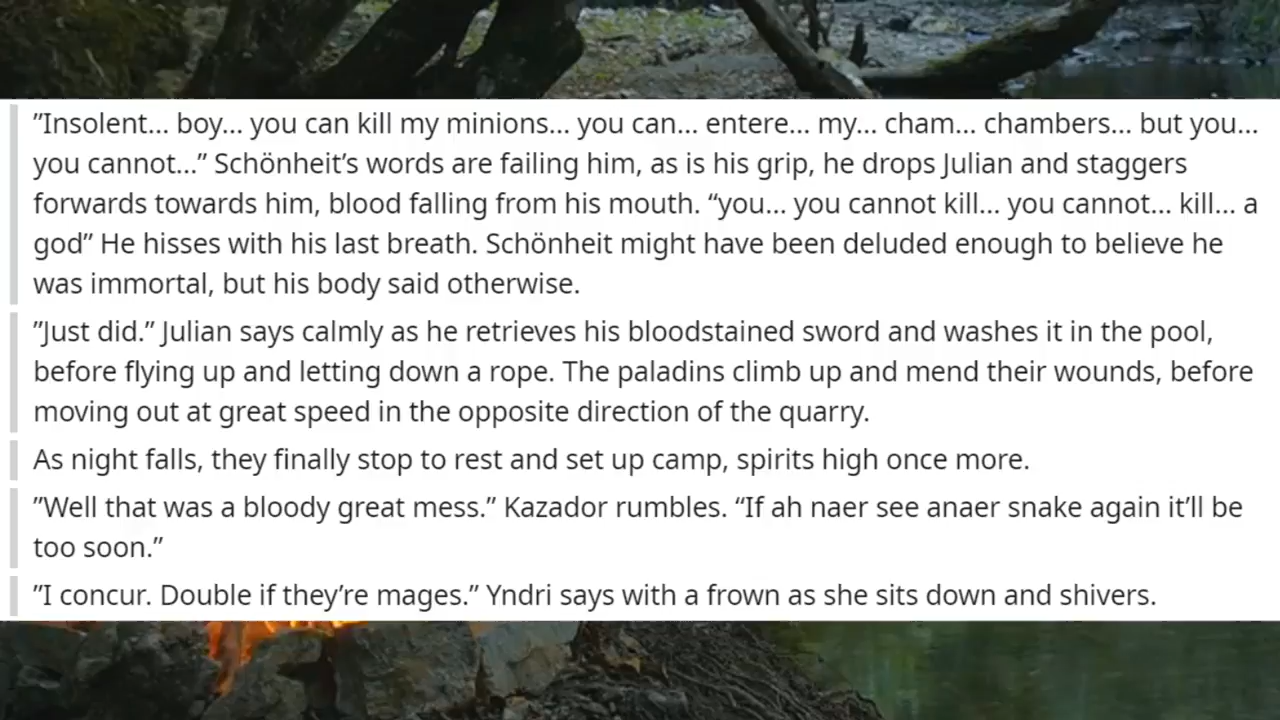 ”Insolent... boy... you can kill my minions... you can... entere... my... cham... chambers... but you...
you cannot...” Schönheit’s words are failing him, as is his grip, he drops Julian and staggers
forwards towards him, blood falling from his mouth. “you... you cannot kill... you cannot... kill... a
god” He hisses with his last breath. Schönheit might have been deluded enough to believe he
was immortal, but his body said otherwise.
”Just did.” Julian says calmly as he retrieves his bloodstained sword and washes it in the pool,
before flying up and letting down a rope. The paladins climb up and mend their wounds, before
moving out at great speed in the opposite direction of the quarry.
As night falls, they finally stop to rest and set up camp, spirits high once more.
”Well that was a bloody great mess.” Kazador rumbles. “If ah naer see anaer snake again it’ll be
too soon.”
”I concur. Double if they’re mages.” Yndri says with a frown as she sits down and shivers.